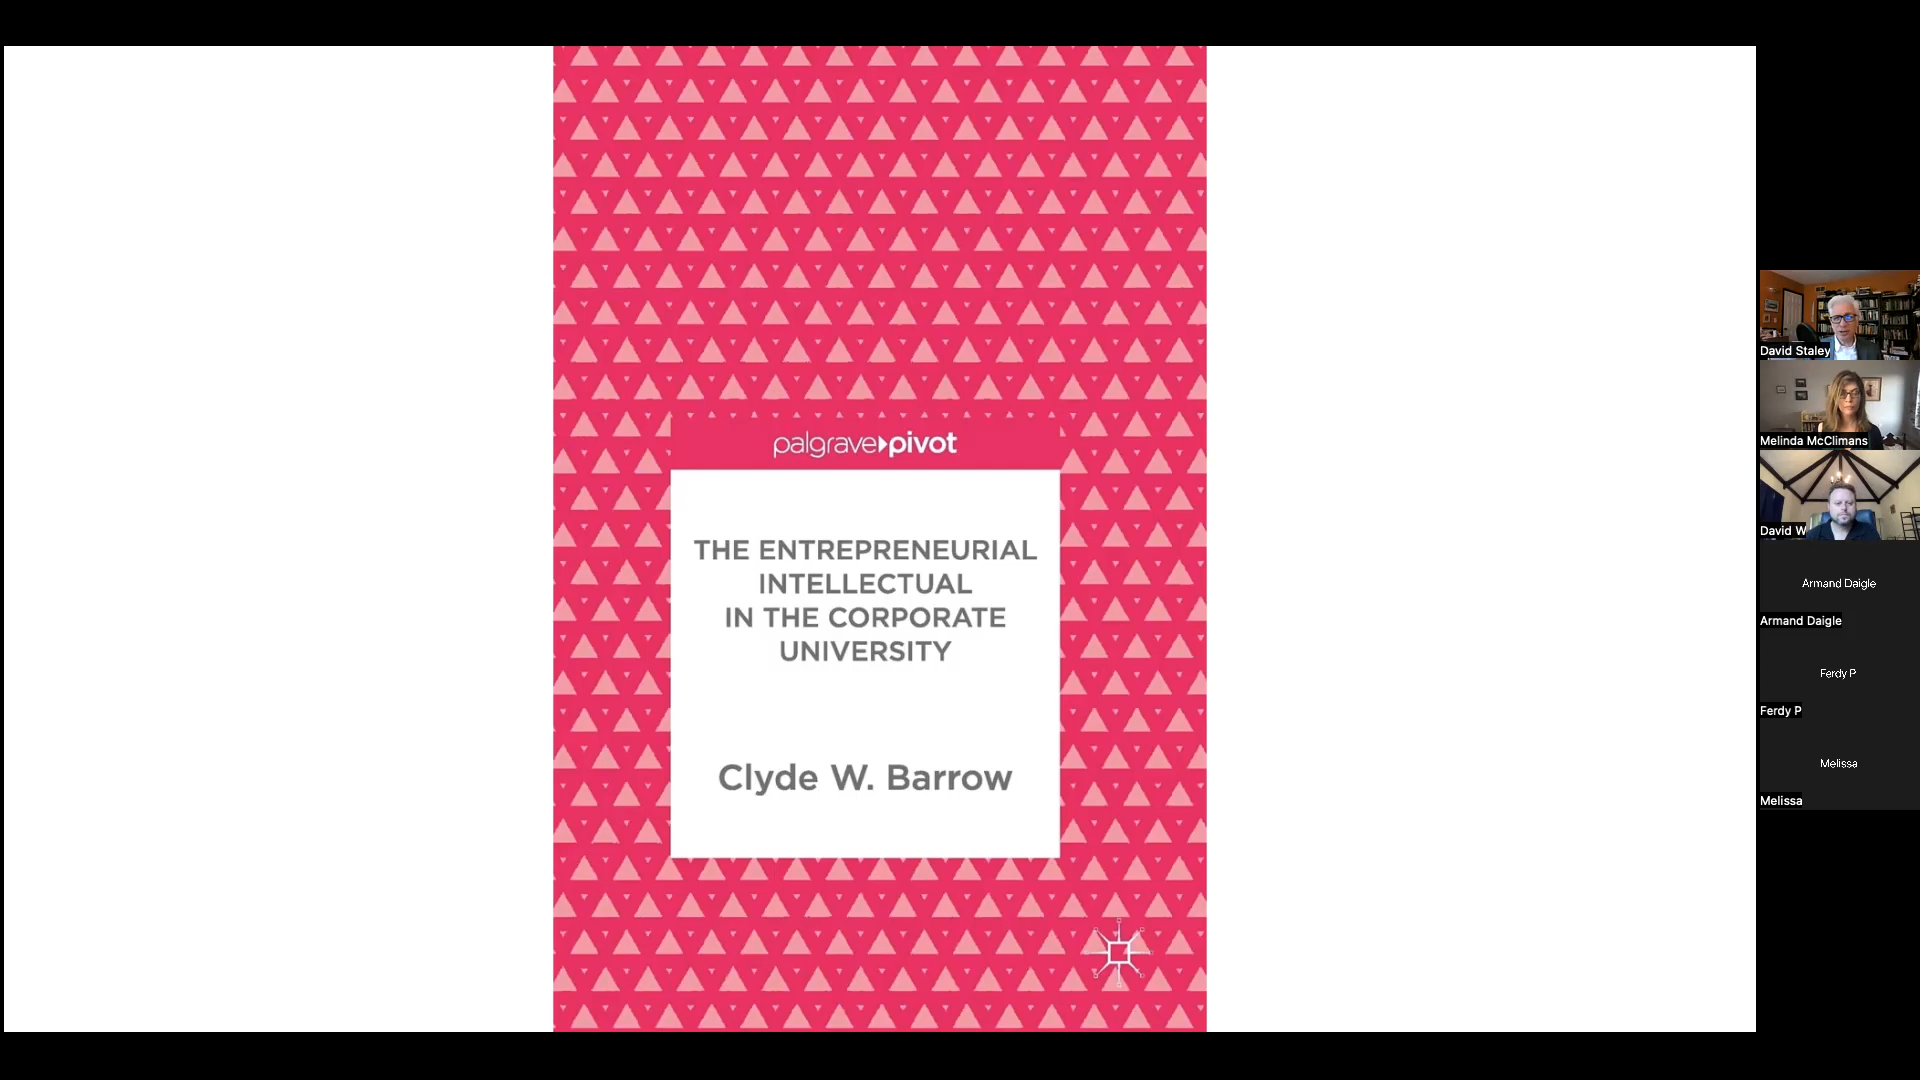 palgrave pivot
THE ENTREPRENEURIAL
INTELLECTUAL
IN THE CORPORATE
UNIVERSITY
Clyde W. Barrow
David Staley
Melinda McClimans
David W
Armand Daigle
Armand Daigle
Ferdy P
Ferdy P
Melissa
Melissa